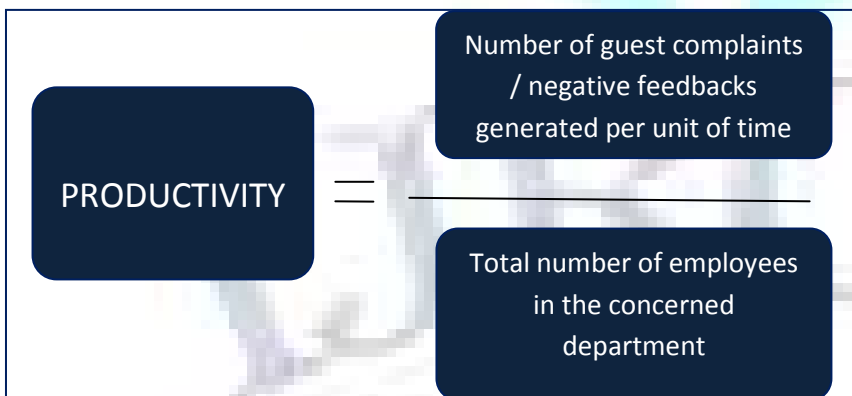 PRODUCTIVITY
=
Number of guest complaints
/ negative feedbacks
generated per unit of time
Total number of employees
in the concerned
department